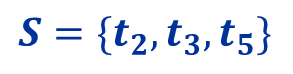 S = {t₂, t₃, t₅}